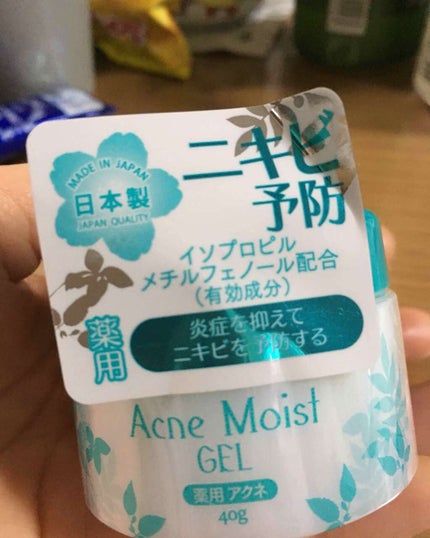 MADE IN JAPAN
日本製
JAPAN QUALITY
ニキビ
予防
イソプロピル
メチルフェノール配合
(有効成分)
薬用
炎症を抑えて
ニキビを予防する
Acne Moist
GEL
薬用アクネ
40g